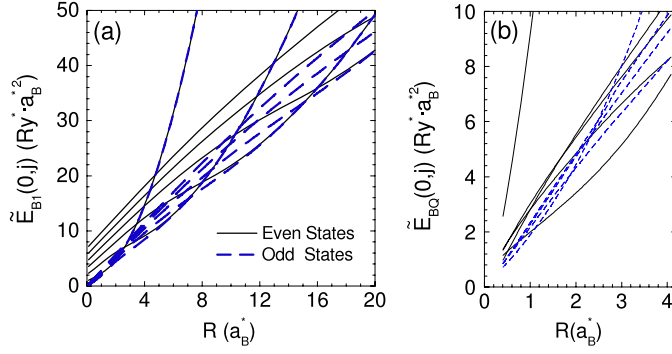 (a)
50
40
30
20
10
0
Ẽ_B1(0,j) (Ry*·a_B*²)
Even States
Odd States
0 4 8 12 16 20
R (a_B*)
(b)
10
8
6
4
2
0
Ẽ_BQ(0,j) (Ry*·a_B*²)
0 1 2 3 4
R(a_B*)